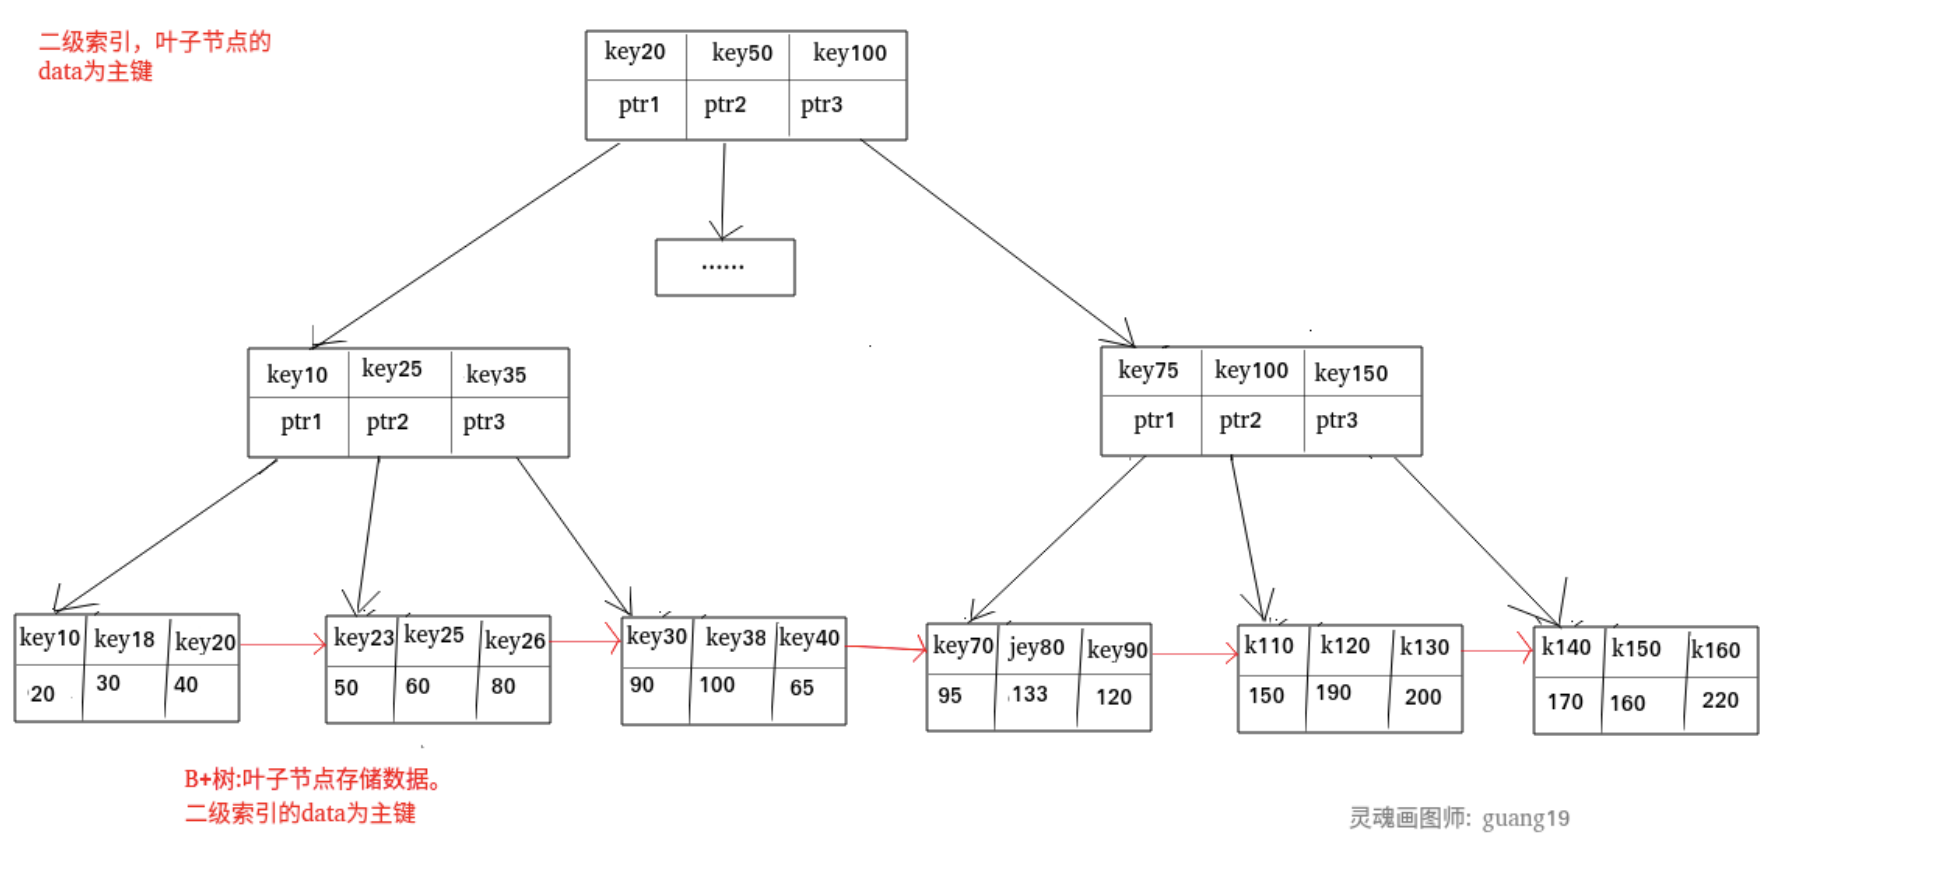 二级索引，叶子节点的
data为主键
key20 key50 key100
ptr1 ptr2 ptr3
......
key10 key25 key35
ptr1 ptr2 ptr3
key75 key100 key150
ptr1 ptr2 ptr3
key10 key18 key20
20 30 40
key23 key25 key26
50 60 80
key30 key38 key40
90 100 65
key70 jey80 key90
95 133 120
k110 k120 k130
150 190 200
k140 k150 k160
170 160 220
B+树:叶子节点存储数据。
二级索引的data为主键
灵魂画图师: guang19